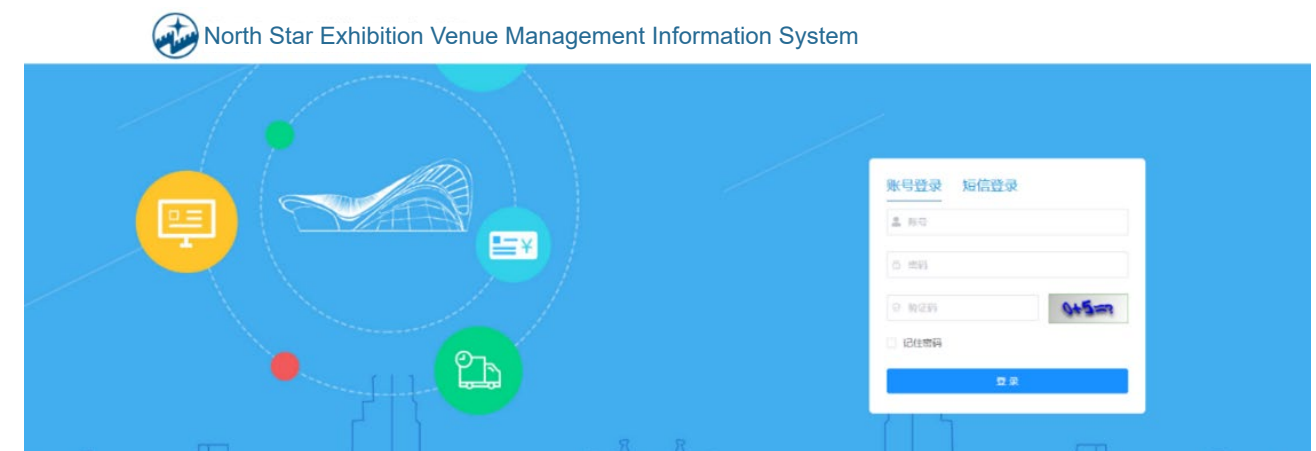 North Star Exhibition Venue Management Information System
账号登录 短信登录
账号
密码
验证码
0+5=?
记住密码
登录
¥